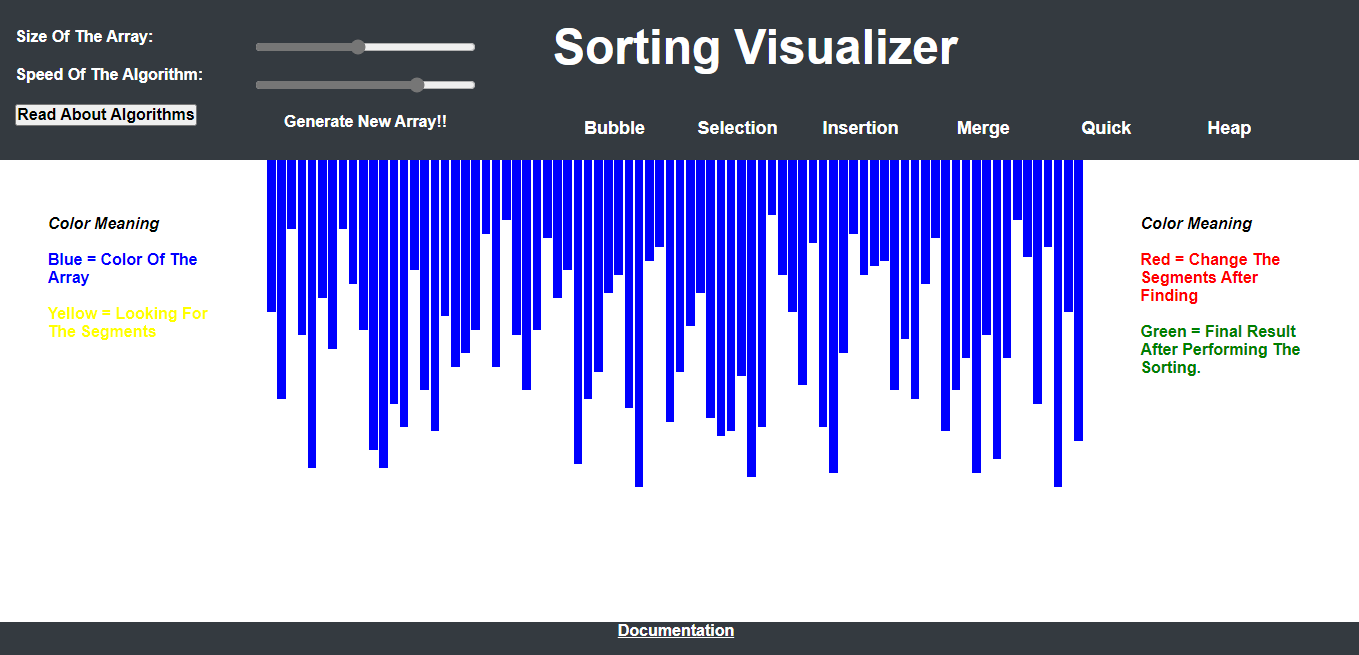 Size Of The Array:
Speed Of The Algorithm:
Read About Algorithms
Generate New Array!!
Sorting Visualizer
Bubble Selection Insertion Merge Quick Heap
Color Meaning
Blue = Color Of The
Array
Yellow = Looking For
The Segments
Color Meaning
Red = Change The
Segments After
Finding
Green = Final Result
After Performing The
Sorting.
Documentation